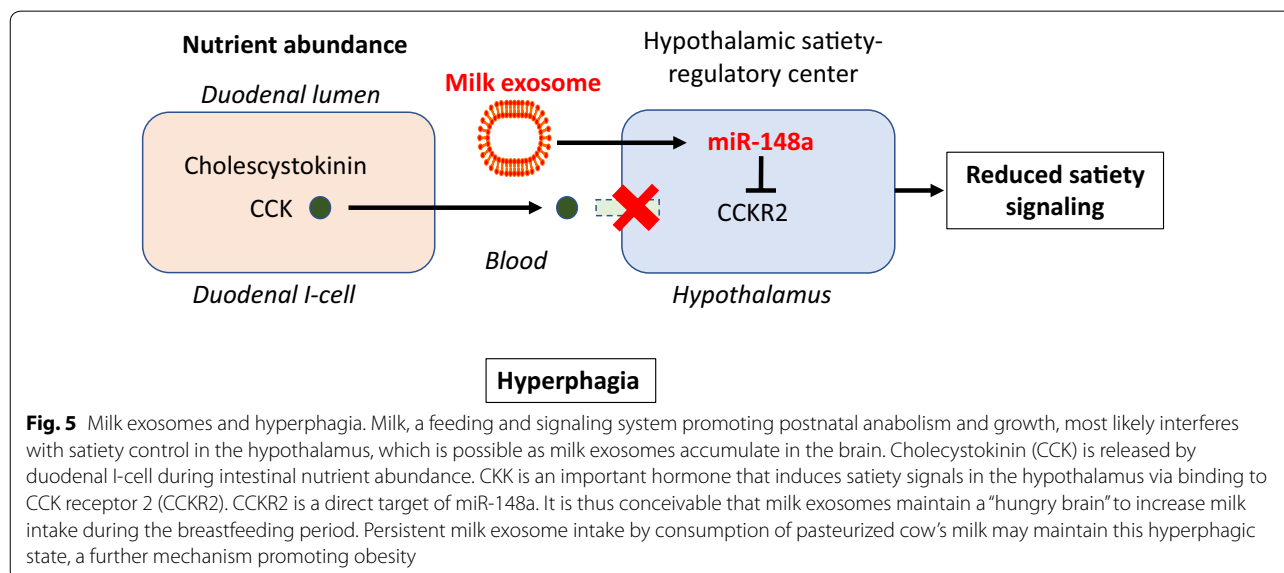 Nutrient abundance
Hypothalamic satiety-
regulatory center
Duodenal lumen
Milk exosome
Cholescystokinin
CCK
miR-148a
CCKR2
Reduced satiety
signaling
Blood
Duodenal I-cell
Hypothalamus
Hyperphagia
Fig. 5 Milk exosomes and hyperphagia. Milk, a feeding and signaling system promoting postnatal anabolism and growth, most likely interferes
with satiety control in the hypothalamus, which is possible as milk exosomes accumulate in the brain. Cholecystokinin (CCK) is released by
duodenal I-cell during intestinal nutrient abundance. CKK is an important hormone that induces satiety signals in the hypothalamus via binding to
CCK receptor 2 (CCKR2). CCKR2 is a direct target of miR-148a. It is thus conceivable that milk exosomes maintain a “hungry brain” to increase milk
intake during the breastfeeding period. Persistent milk exosome intake by consumption of pasteurized cow’s milk may maintain this hyperphagic
state, a further mechanism promoting obesity